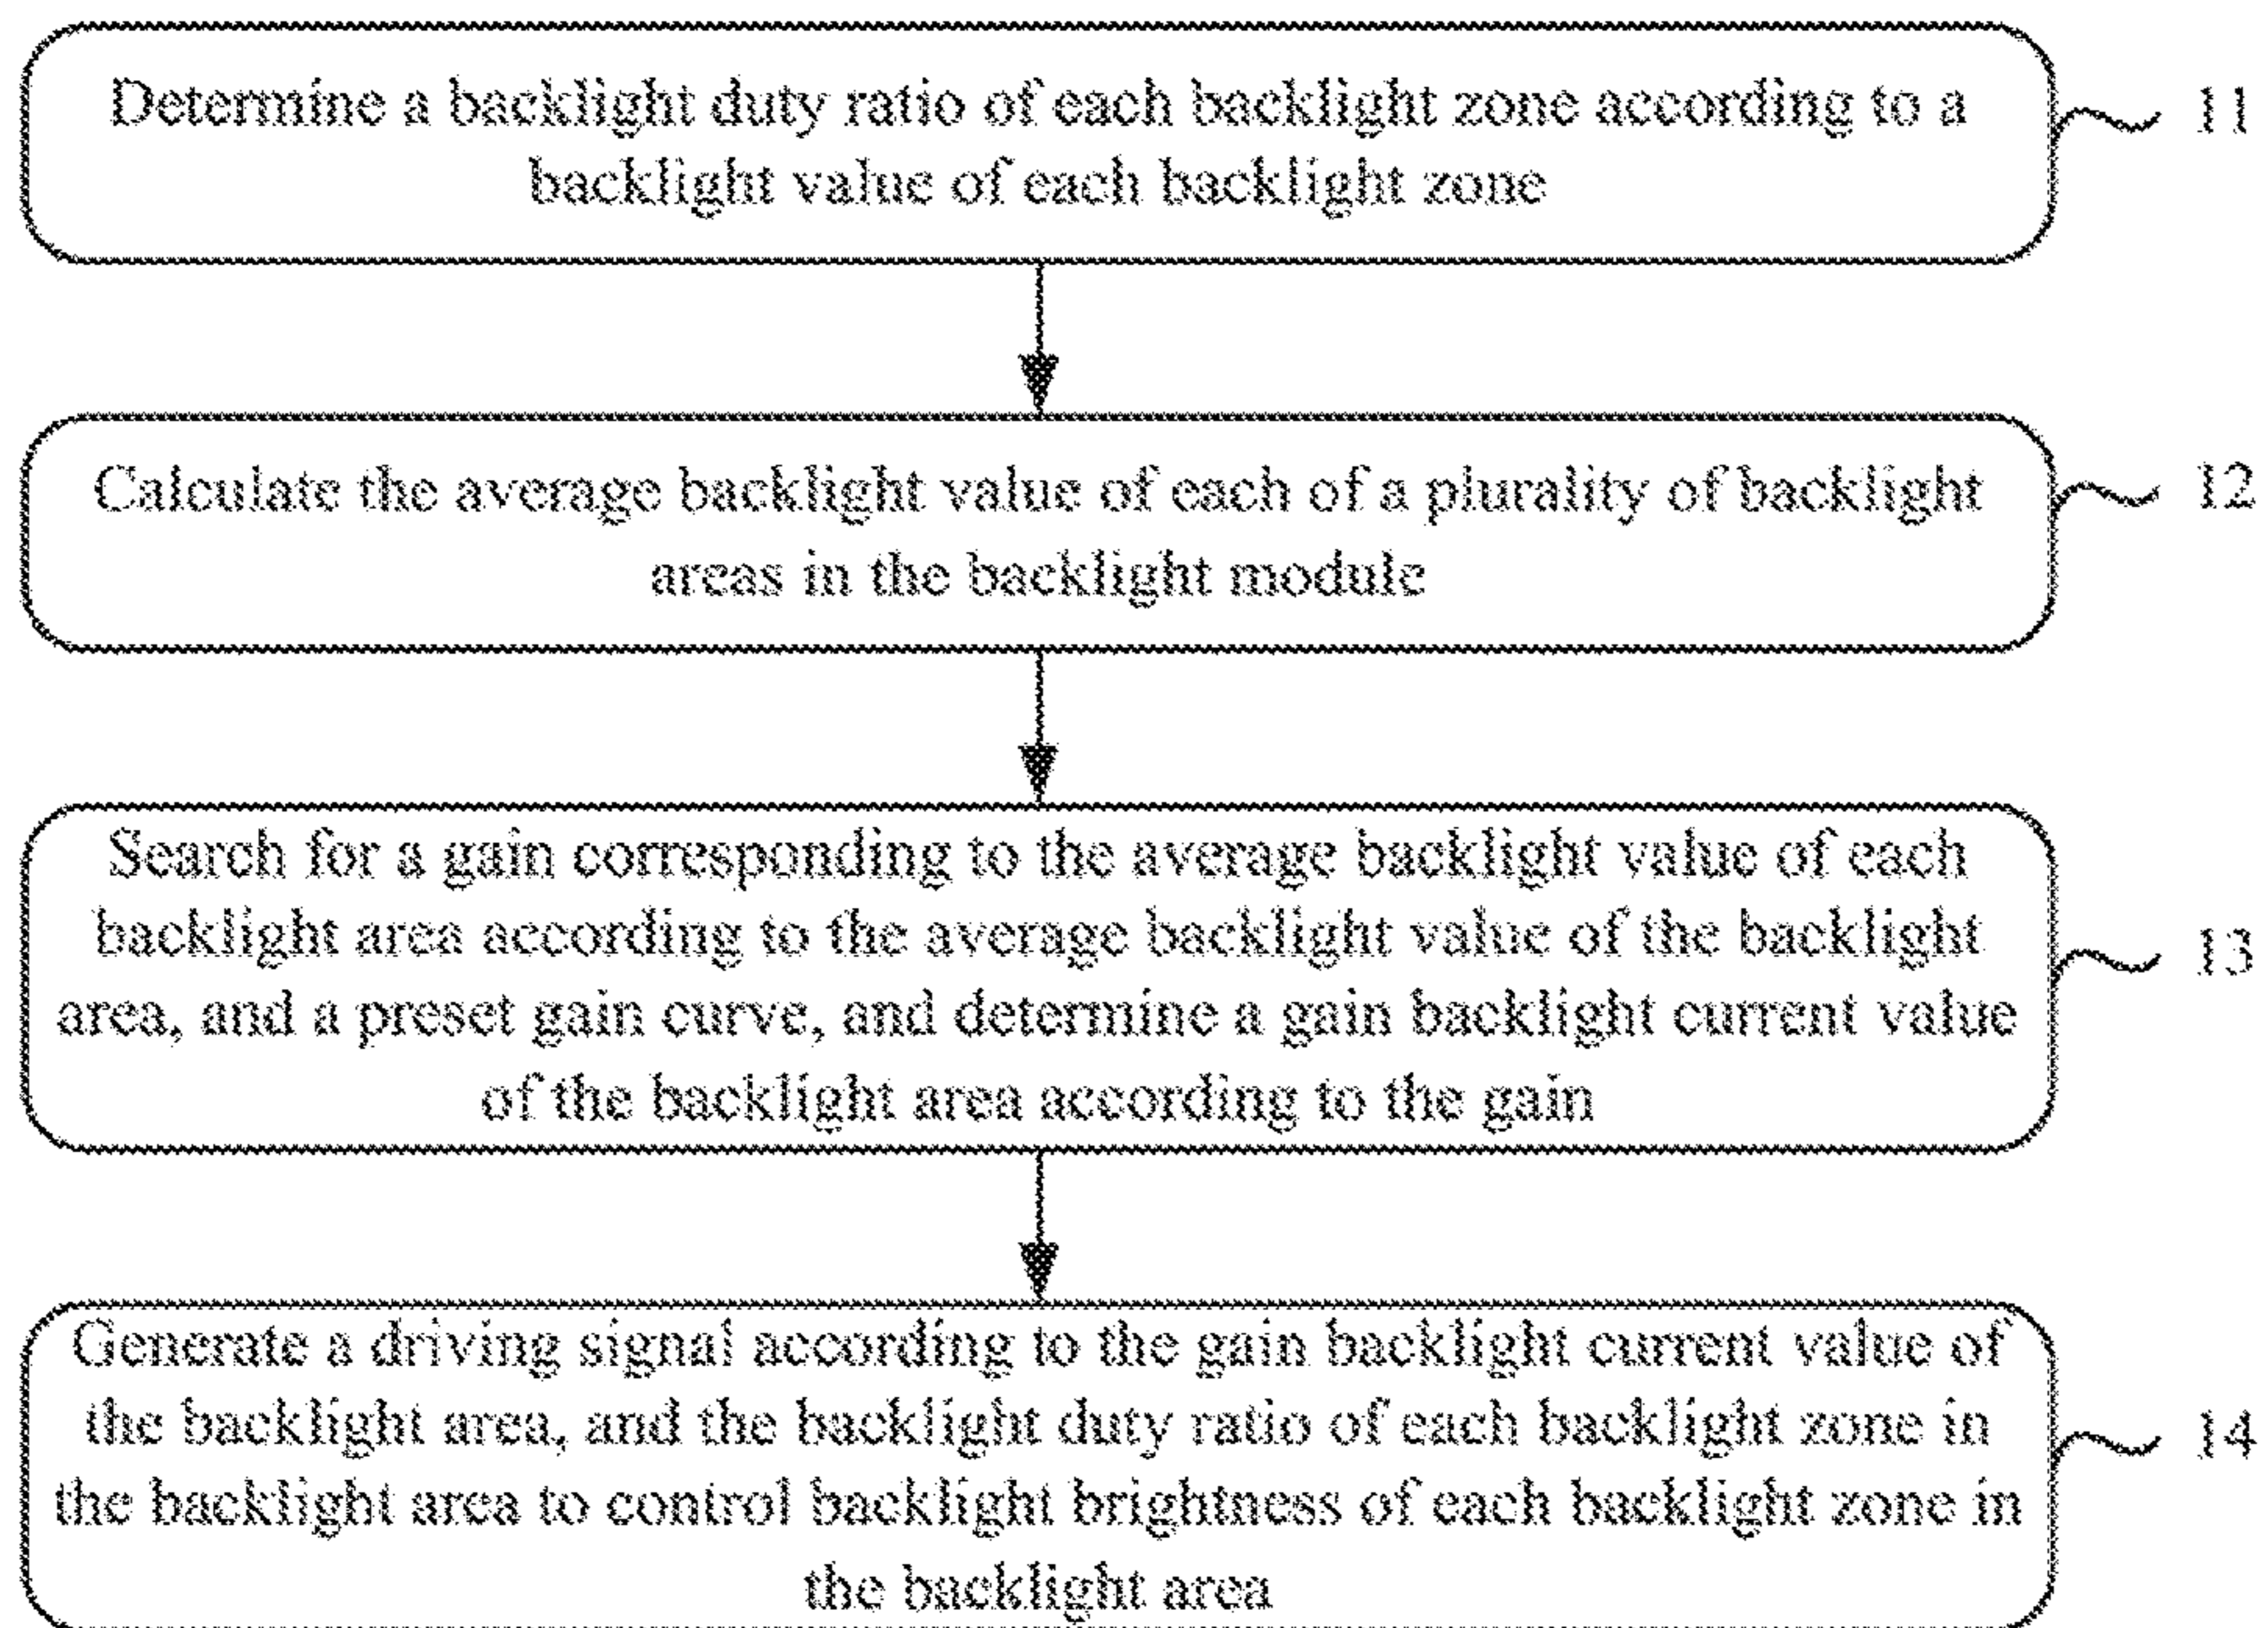 Determine a backlight duty ratio of each backlight zone according to a
backlight value of each backlight zone
11
Calculate the average backlight value of each of a plurality of backlight
areas in the backlight module
12
Search for a gain corresponding to the average backlight value of each
backlight area according to the average backlight value of the backlight
area, and a preset gain curve, and determine a gain backlight current value
of the backlight area according to the gain
13
Generate a driving signal according to the gain backlight current value of
the backlight area, and the backlight duty ratio of each backlight zone in
the backlight area to control backlight brightness of each backlight zone in
the backlight area
14